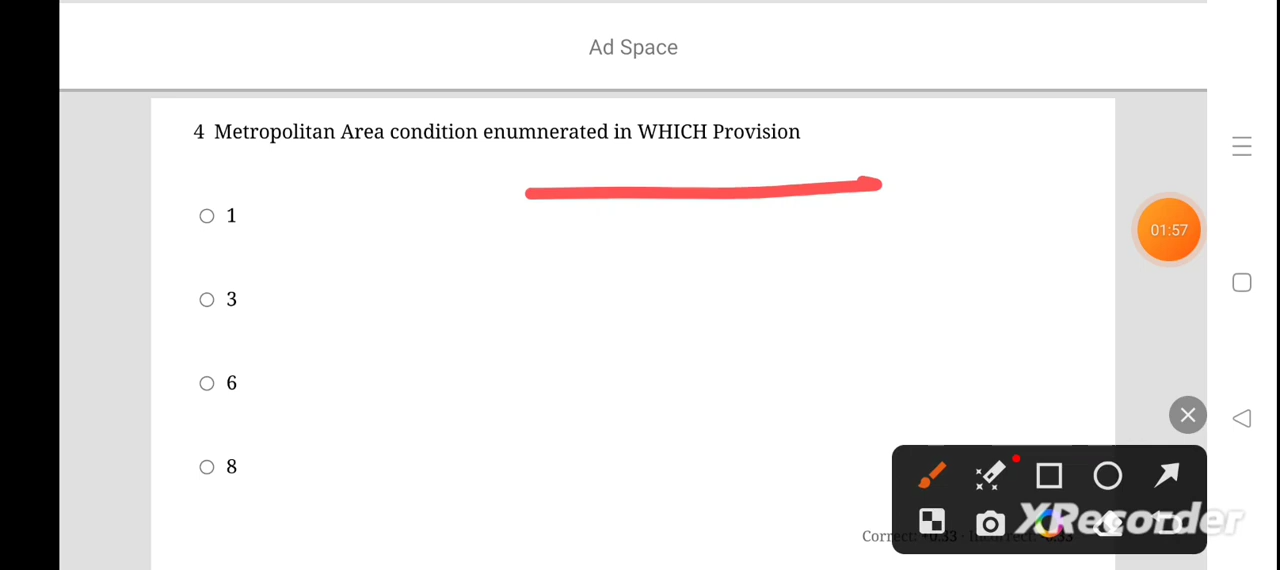 Ad Space
4 Metropolitan Area condition enumnerated in WHICH Provision
1
01:57
3
6
8
XRecorder